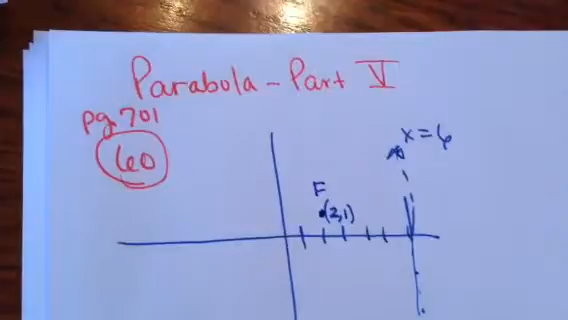 Parabola - Part V
pg 701
60
x = 6
F
(2,1)